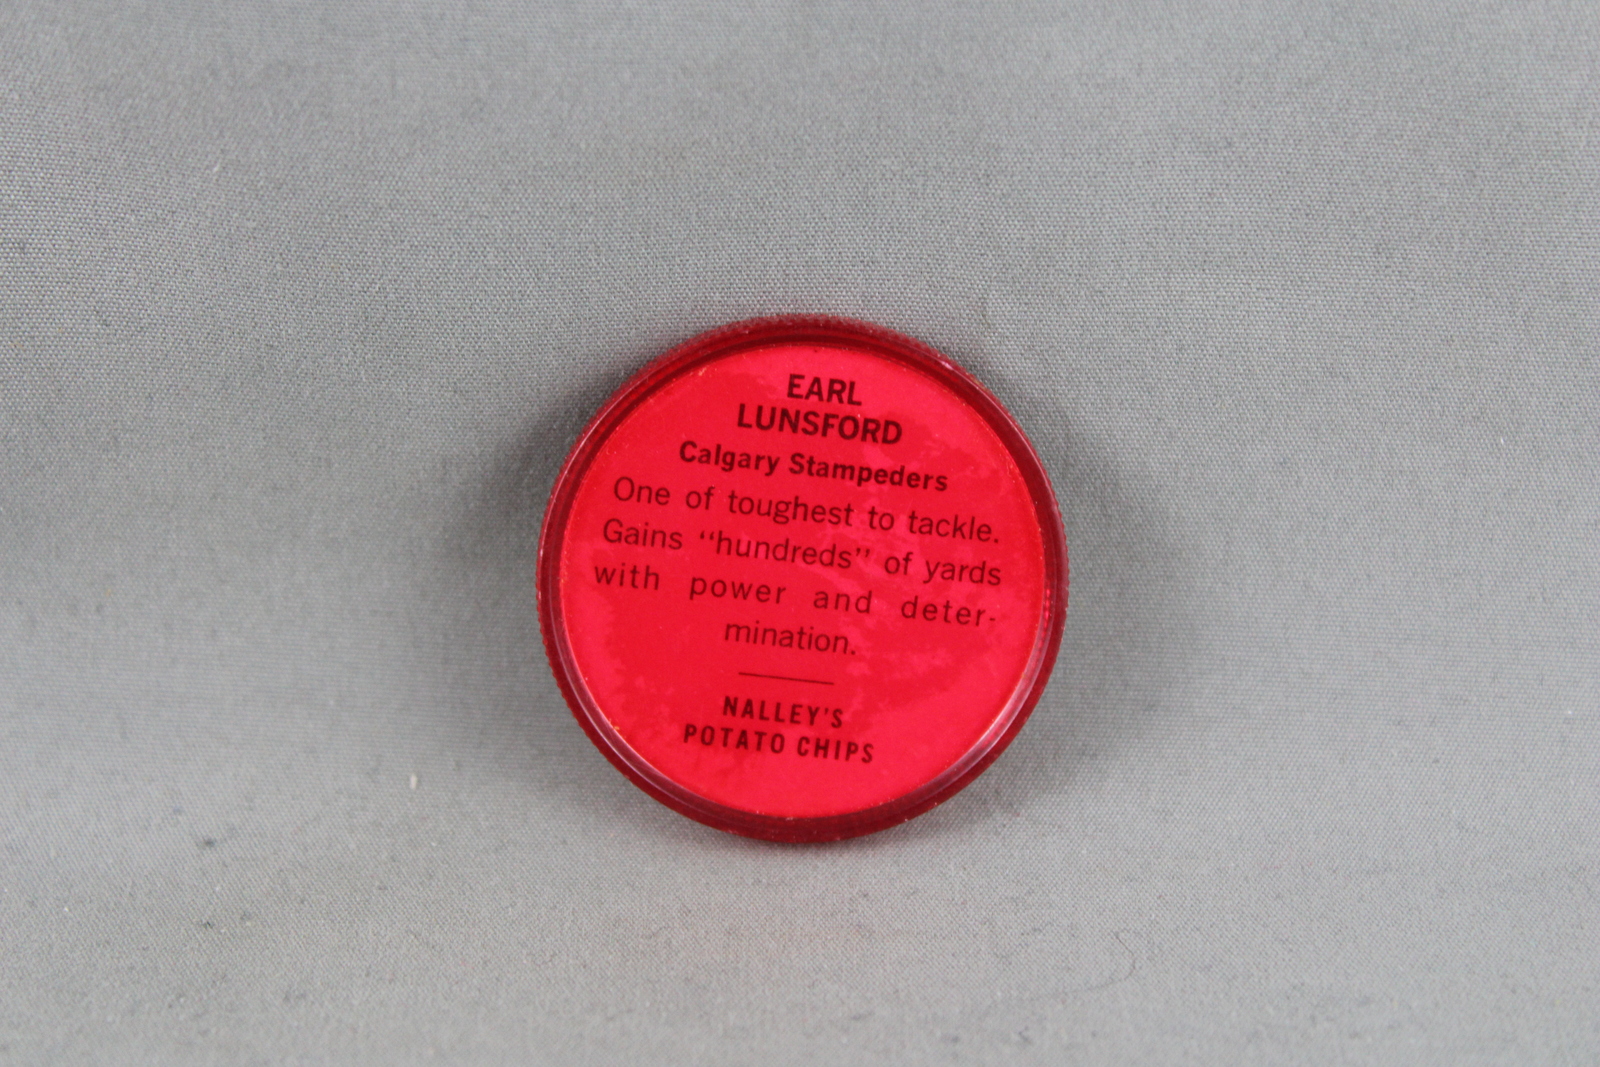 EARL
LUNSFORD
Calgary Stampeders
One of toughest to tackle.
Gains “hundreds” of yards
with power and deter-
mination.
NALLEY'S
POTATO CHIPS